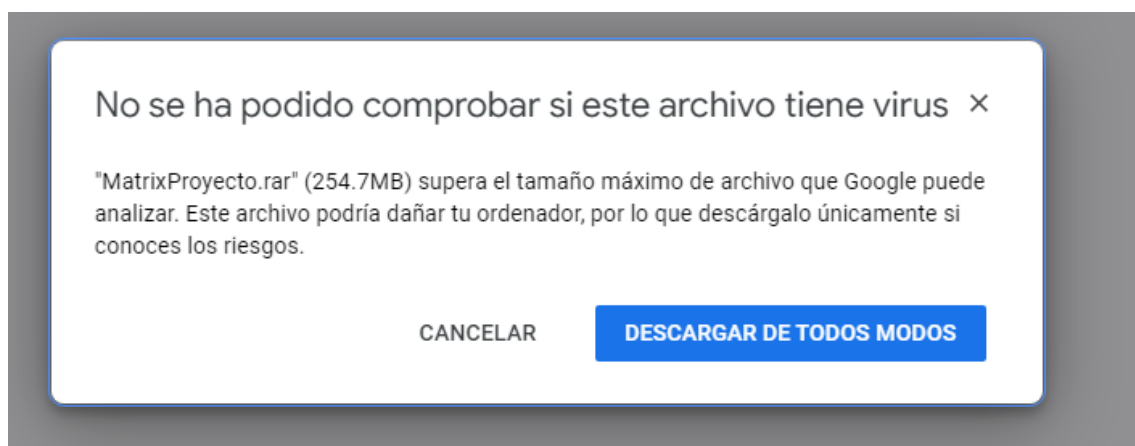 No se ha podido comprobar si este archivo tiene virus ×
"MatrixProyecto.rar" (254.7MB) supera el tamaño máximo de archivo que Google puede
analizar. Este archivo podría dañar tu ordenador, por lo que descárgalo únicamente si
conoces los riesgos.
CANCELAR DESCARGAR DE TODOS MODOS